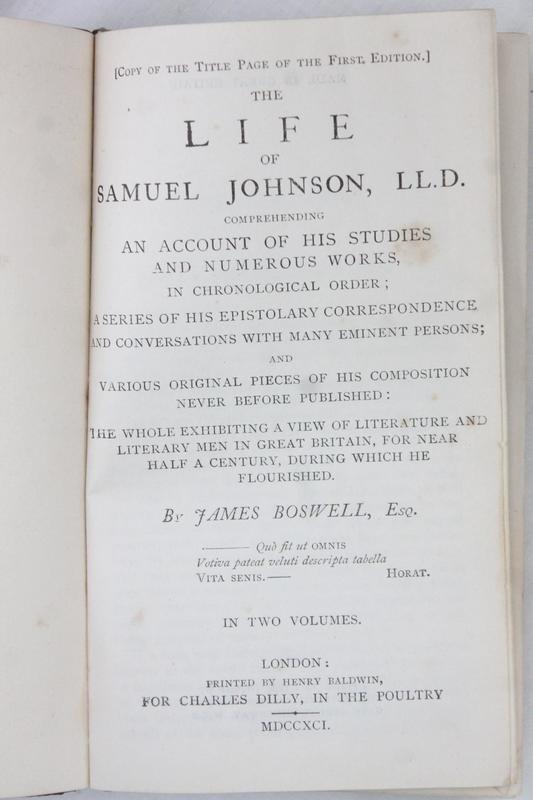 [Copy of the Title Page of the First Edition.]
THE
LIFE
OF
SAMUEL JOHNSON, LL.D.
COMPREHENDING
AN ACCOUNT OF HIS STUDIES
AND NUMEROUS WORKS,
IN CHRONOLOGICAL ORDER;
A SERIES OF HIS EPISTOLARY CORRESPONDENCE
AND CONVERSATIONS WITH MANY EMINENT PERSONS;
AND
VARIOUS ORIGINAL PIECES OF HIS COMPOSITION
NEVER BEFORE PUBLISHED:
THE WHOLE EXHIBITING A VIEW OF LITERATURE AND
LITERARY MEN IN GREAT BRITAIN, FOR NEAR
HALF A CENTURY, DURING WHICH HE
FLOURISHED.
By JAMES BOSWELL, Esq.
——— Quò fit ut OMNIS
Votiva pateat veluti descripta tabella
VITA SENIS.—— HORAT.
IN TWO VOLUMES.
LONDON:
PRINTED BY HENRY BALDWIN,
FOR CHARLES DILLY, IN THE POULTRY
MDCCXCI.